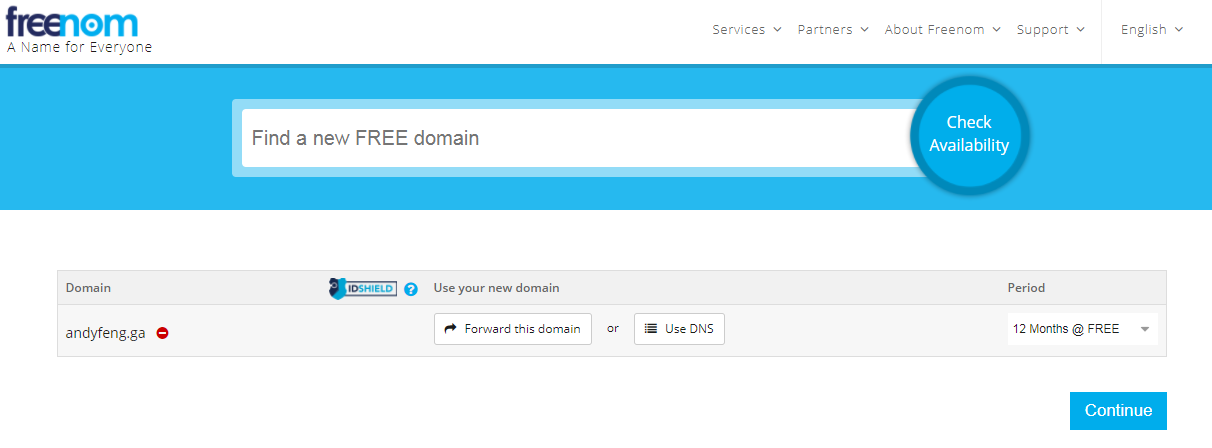 freenom
A Name for Everyone
Services Partners About Freenom Support English
Find a new FREE domain
Check
Availability
Domain IDSHIELD ? Use your new domain Period
andyfeng.ga Forward this domain or Use DNS 12 Months @ FREE
Continue